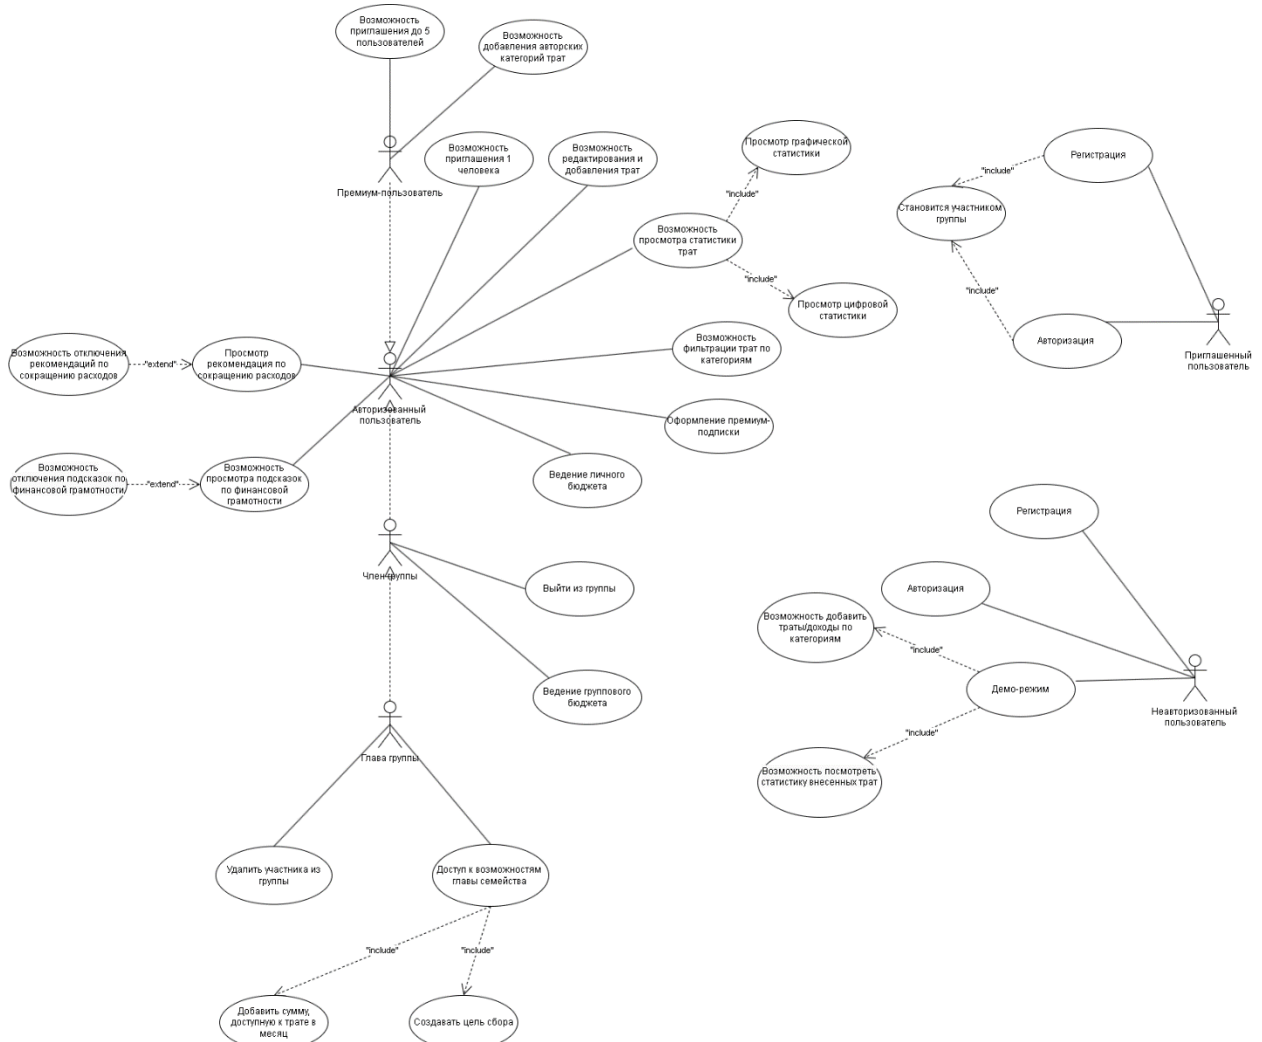 Возможность
приглашения до 5
пользователей
Возможность
добавления авторских
категорий трат
Премиум-пользователь
Возможность
приглашения 1
человека
Возможность
редактирования и
добавления трат
Просмотр графической
статистики
"include"
Возможность
просмотра статистики
трат
"include"
Просмотр цифровой
статистики
Регистрация
"include"
Становится участником
группы
"include"
Авторизация
Приглашенный
пользователь
Возможность отключения
рекомендаций по
сокращению расходов
"extend"
Просмотр
рекомендация по
сокращению расходов
Возможность
фильтрации трат по
категориям
Авторизованный
пользователь
Оформление премиум-
подписки
Возможность
отключения подсказок по
финансовой грамотности
"extend"
Возможность
просмотра подсказок
по финансовой
грамотности
Ведение личного
бюджета
Член группы
Выйти из группы
Ведение группового
бюджета
Регистрация
Авторизация
Возможность добавить
траты/доходы по
категориям
"include"
Демо-режим
"include"
Возможность посмотреть
статистику внесенных трат
Неавторизованный
пользователь
Глава группы
Удалить участника из
группы
Доступ к возможностям
главы семейства
"include"
"include"
Добавить сумму,
доступную к трате в
месяц
Создавать цель сбора